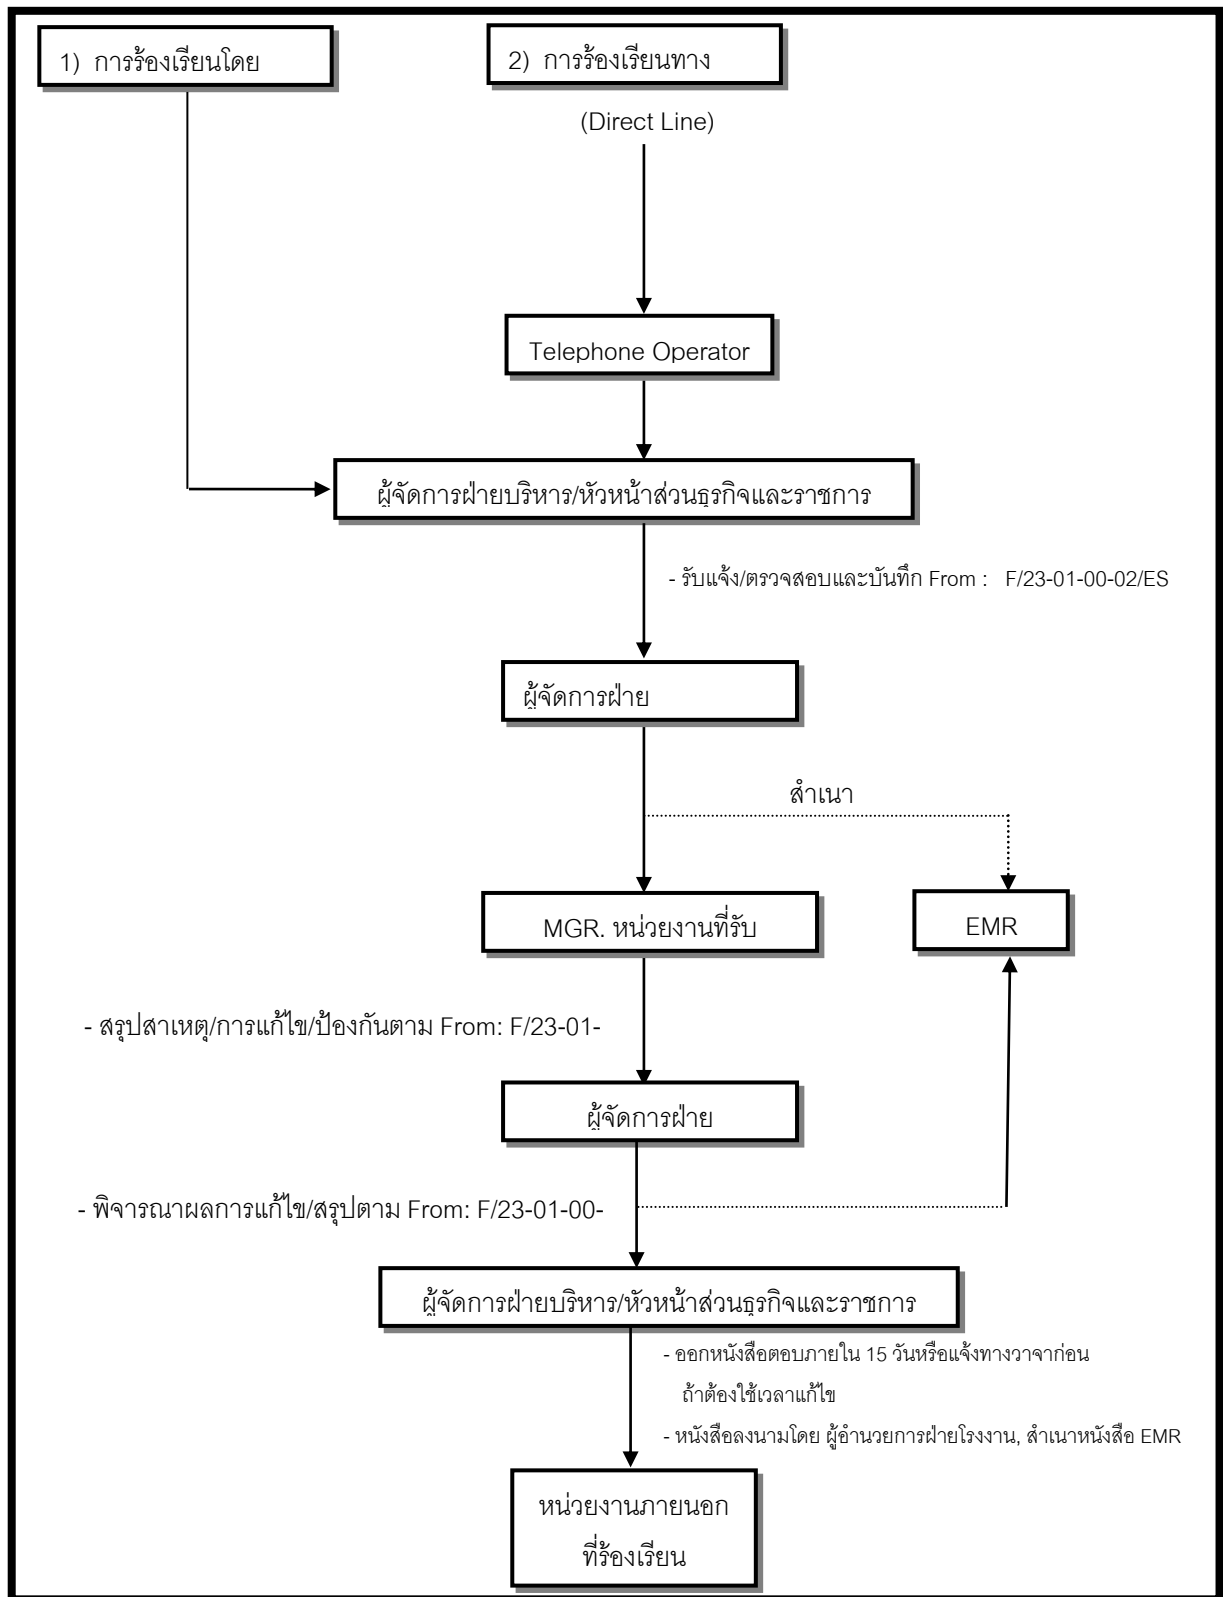 1) การร้องเรียนโดย
2) การร้องเรียนทาง
(Direct Line)
Telephone Operator
ผู้จัดการฝ่ายบริหาร/หัวหน้าส่วนธุรกิจและราชการ
- รับแจ้ง/ตรวจสอบและบันทึก From : F/23-01-00-02/ES
ผู้จัดการฝ่าย
สำเนา
MGR. หน่วยงานที่รับ
EMR
- สรุปสาเหตุ/การแก้ไข/ป้องกันตาม From: F/23-01-
ผู้จัดการฝ่าย
- พิจารณาผลการแก้ไข/สรุปตาม From: F/23-01-00-
ผู้จัดการฝ่ายบริหาร/หัวหน้าส่วนธุรกิจและราชการ
- ออกหนังสือตอบภายใน 15 วันหรือแจ้งทางวาจาก่อน
ถ้าต้องใช้เวลาแก้ไข
- หนังสือลงนามโดย ผู้อำนวยการฝ่ายโรงงาน, สำเนาหนังสือ EMR
หน่วยงานภายนอก
ที่ร้องเรียน